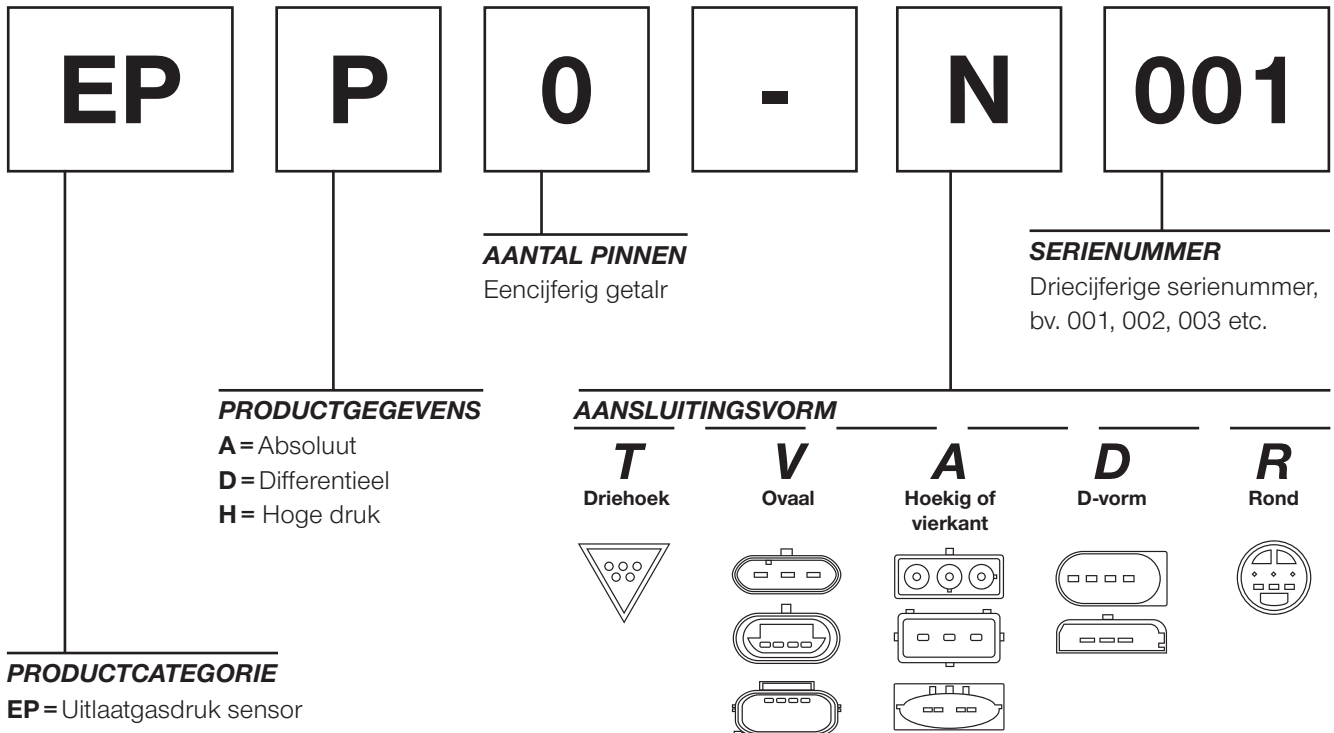 EP P 0 - N 001
AANTAL PINNEN
Eencijferig getalr
SERIENUMMER
Driecijferige serienummer,
bv. 001, 002, 003 etc.
PRODUCTGEGEVENS
A = Absoluut
D = Differentieel
H = Hoge druk
AANSLUITINGSVORM
T V A D R
Driehoek Ovaal Hoekig of D-vorm Rond
vierkant
PRODUCTCATEGORIE
EP = Uitlaatgasdruk sensor